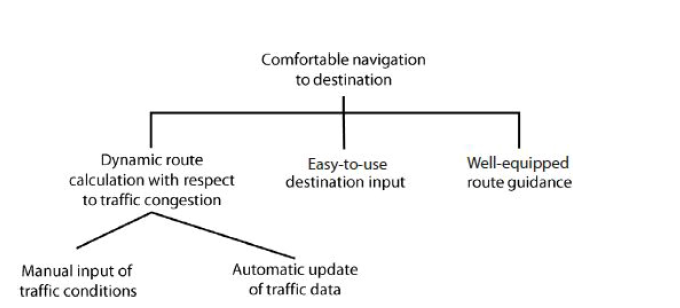 Comfortable navigation
to destination
Dynamic route
calculation with respect
to traffic congestion
Easy-to-use
destination input
Well-equipped
route guidance
Manual input of
traffic conditions
Automatic update
of traffic data